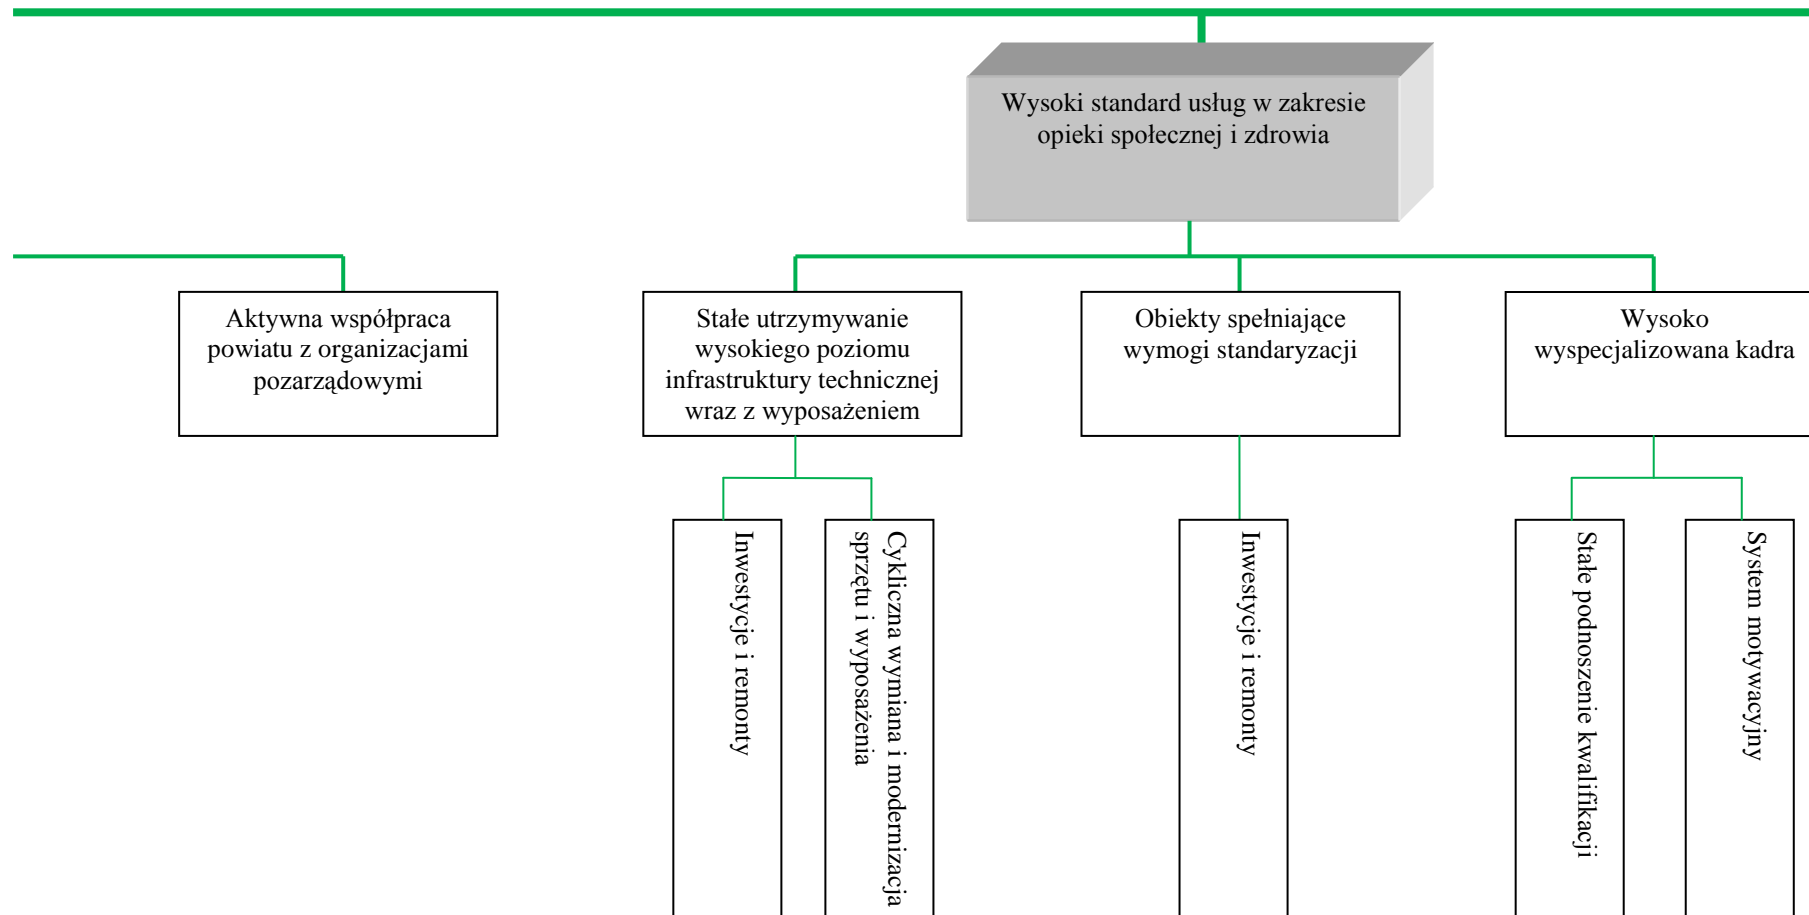 Wysoki standard usług w zakresie
opieki społecznej i zdrowia
Aktywna współpraca
powiatu z organizacjami
pozarządowymi
Stałe utrzymywanie
wysokiego poziomu
infrastruktury technicznej
wraz z wyposażeniem
Obiekty spełniające
wymogi standaryzacji
Wysoko
wyspecjalizowana kadra
Inwestycje i remonty
Cykliczna wymiana i modernizacja
sprzętu i wyposażenia
Inwestycje i remonty
Stałe podnoszenie kwalifikacji
System motywacyjny